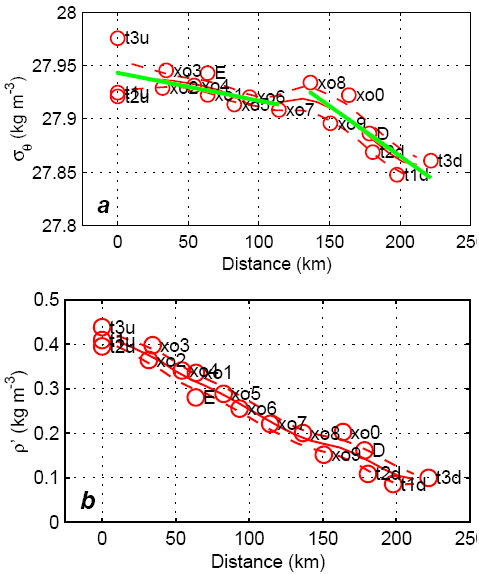 28
27.95
27.9
27.85
27.8
σθ (kg m-3)
t3u
t1u
t2u
xo3
xo2
E
xo4
xo1
xo5
xo6
xo7
xo8
xo0
xo9
D
t2d
t1d
t3d
a
0 50 100 150 200 250
Distance (km)
0.5
0.4
0.3
0.2
0.1
0
ρ' (kg m-3)
t3u
t1u
t2u
xo3
xo2
xo4
xo1
E
xo5
xo6
xo7
xo8
xo0
xo9
D
t2d
t1d
t3d
b
0 50 100 150 200 250
Distance (km)